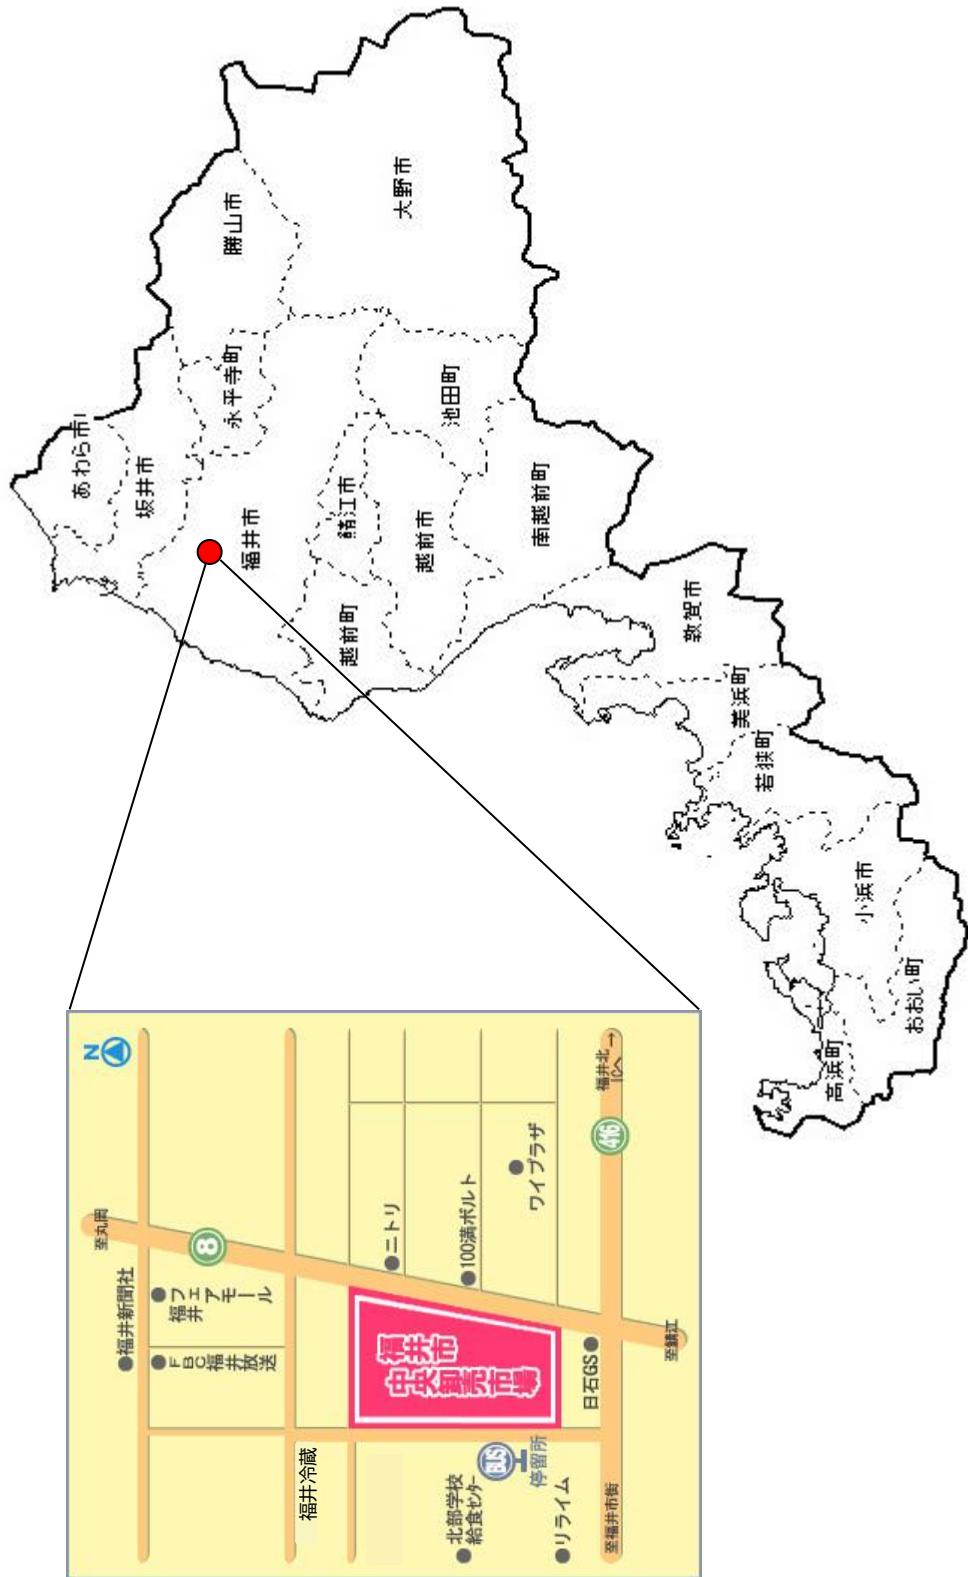 あわら市
坂井市
勝山市
永平寺町
福井市
大野市
鯖江市
池田町
越前町
越前市
南越前町
敦賀市
美浜町
若狭町
小浜市
おおい町
高浜町
N
至丸岡
8
福井新聞社
フェアモール
福井
FBC
福井放送
ニトリ
100満ボルト
ワイプラザ
福井北
ICへ→
416
福井市
中央卸売市場
日石GS
至鯖江
福井冷蔵
BUS
停留所
北部学校
給食センター
リライム
至福井市街